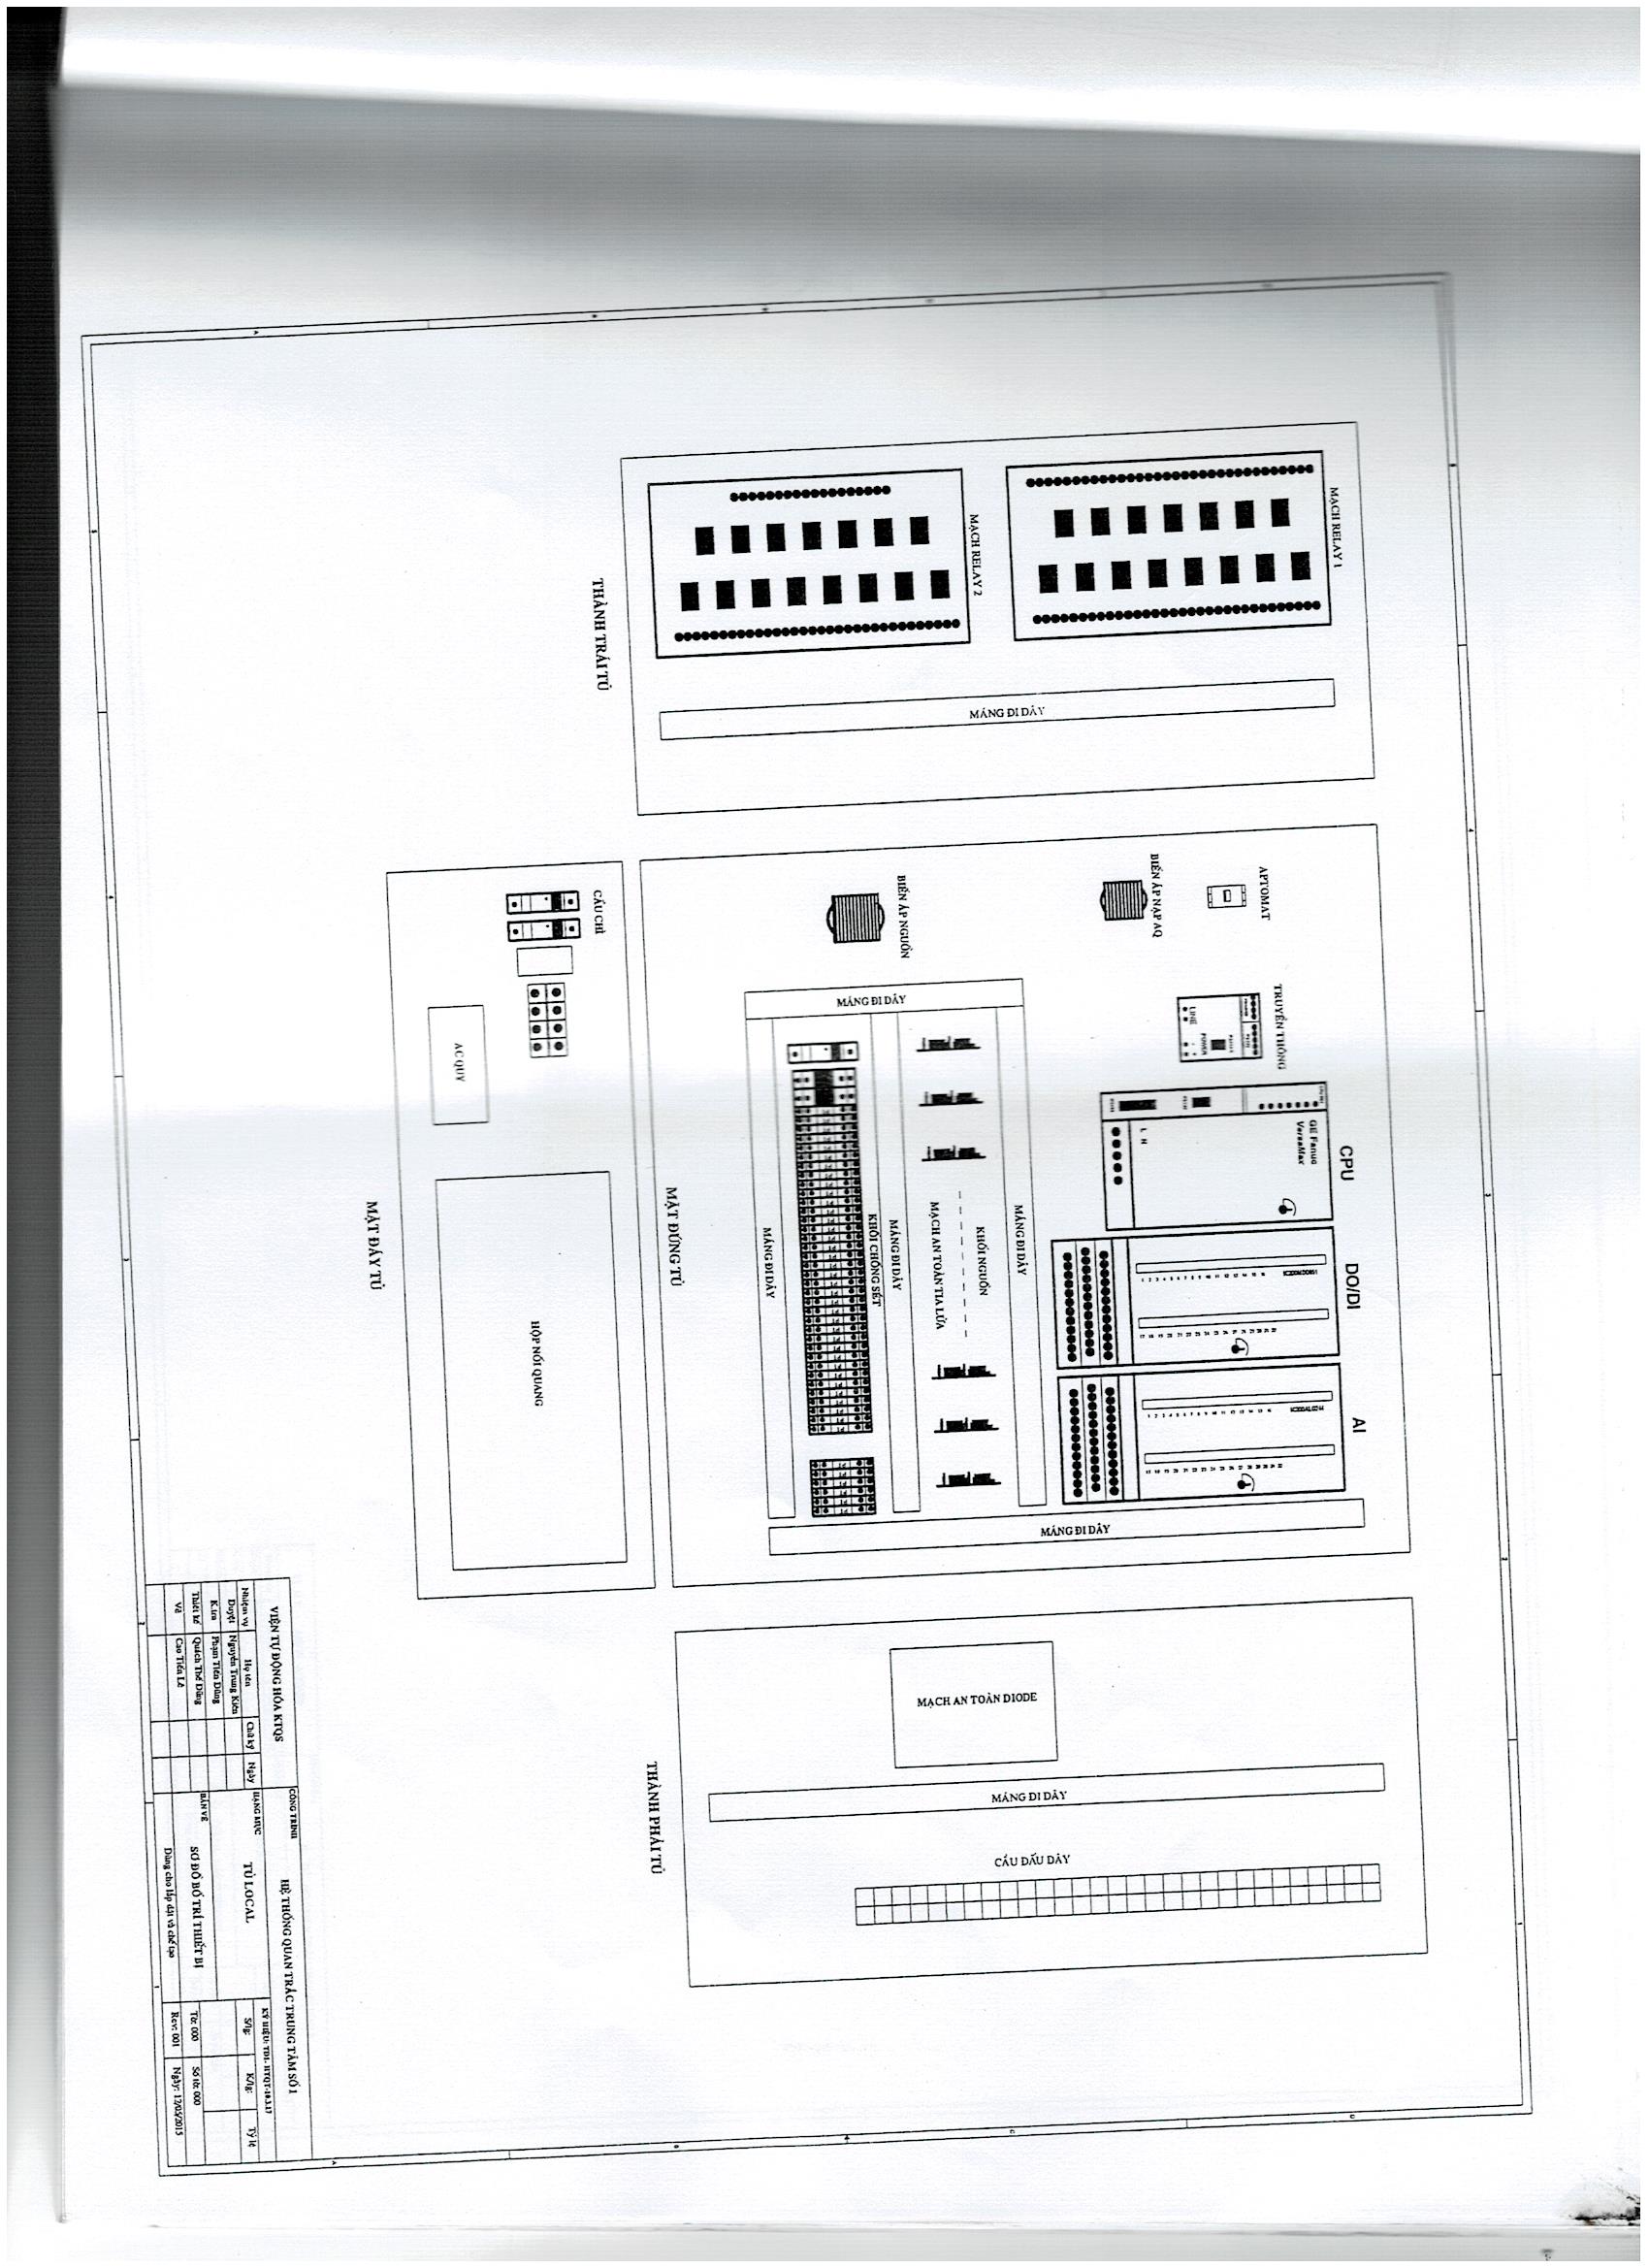 MẠCH RELAY 1
MẠCH RELAY 2
MÁNG ĐI DÂY
THÀNH TRÁI TỦ
CPU
DO/DI
AI
GE Fanuc
VersaMax
L H
APTOMAT
TRUYỀN THÔNG
POWER
LINE
BIẾN ÁP NẠP AQ
BIẾN ÁP NGUỒN
MÁNG ĐI DÂY
MÁNG ĐI DÂY
MÁNG ĐI DÂY
KHỐI NGUỒN
MẠCH AN TOÀN TIA LỬA
MÁNG ĐI DÂY
KHỐI CHỐNG SÉT
MÁNG ĐI DÂY
MẶT ĐỨNG TỦ
MẠCH AN TOÀN DIODE
MÁNG ĐI DÂY
CẦU DẤU DÂY
THÀNH PHẢI TỦ
CẦU CHÌ
AC QUY
HỘP NỐI QUANG
MẶT ĐÁY TỦ
VIỆN TỰ ĐỘNG HÓA KTQS
Nhiệm vụ Họ tên Chữ ký Ngày
Duyệt Nguyễn Trung Kiên
K.tra Phạm Tiến Dũng
Thiết kế Quách Thế Dũng
Vẽ Cao Tiến Lê
CÔNG TRÌNH HỆ THỐNG QUAN TRẮC TRUNG TÂM SỐ 1
HẠNG MỤC TỦ LOCAL
BẢN VẼ SƠ ĐỒ BỐ TRÍ THIẾT BỊ
Dùng cho lắp đặt và chế tạo
KÝ HIỆU: TĐ1- HTQT-10.3.17
S/lg: K/lg: Tỷ lệ
Tờ: 000 Số tờ: 000
Rev: 001 Ngày: 12/05/2015